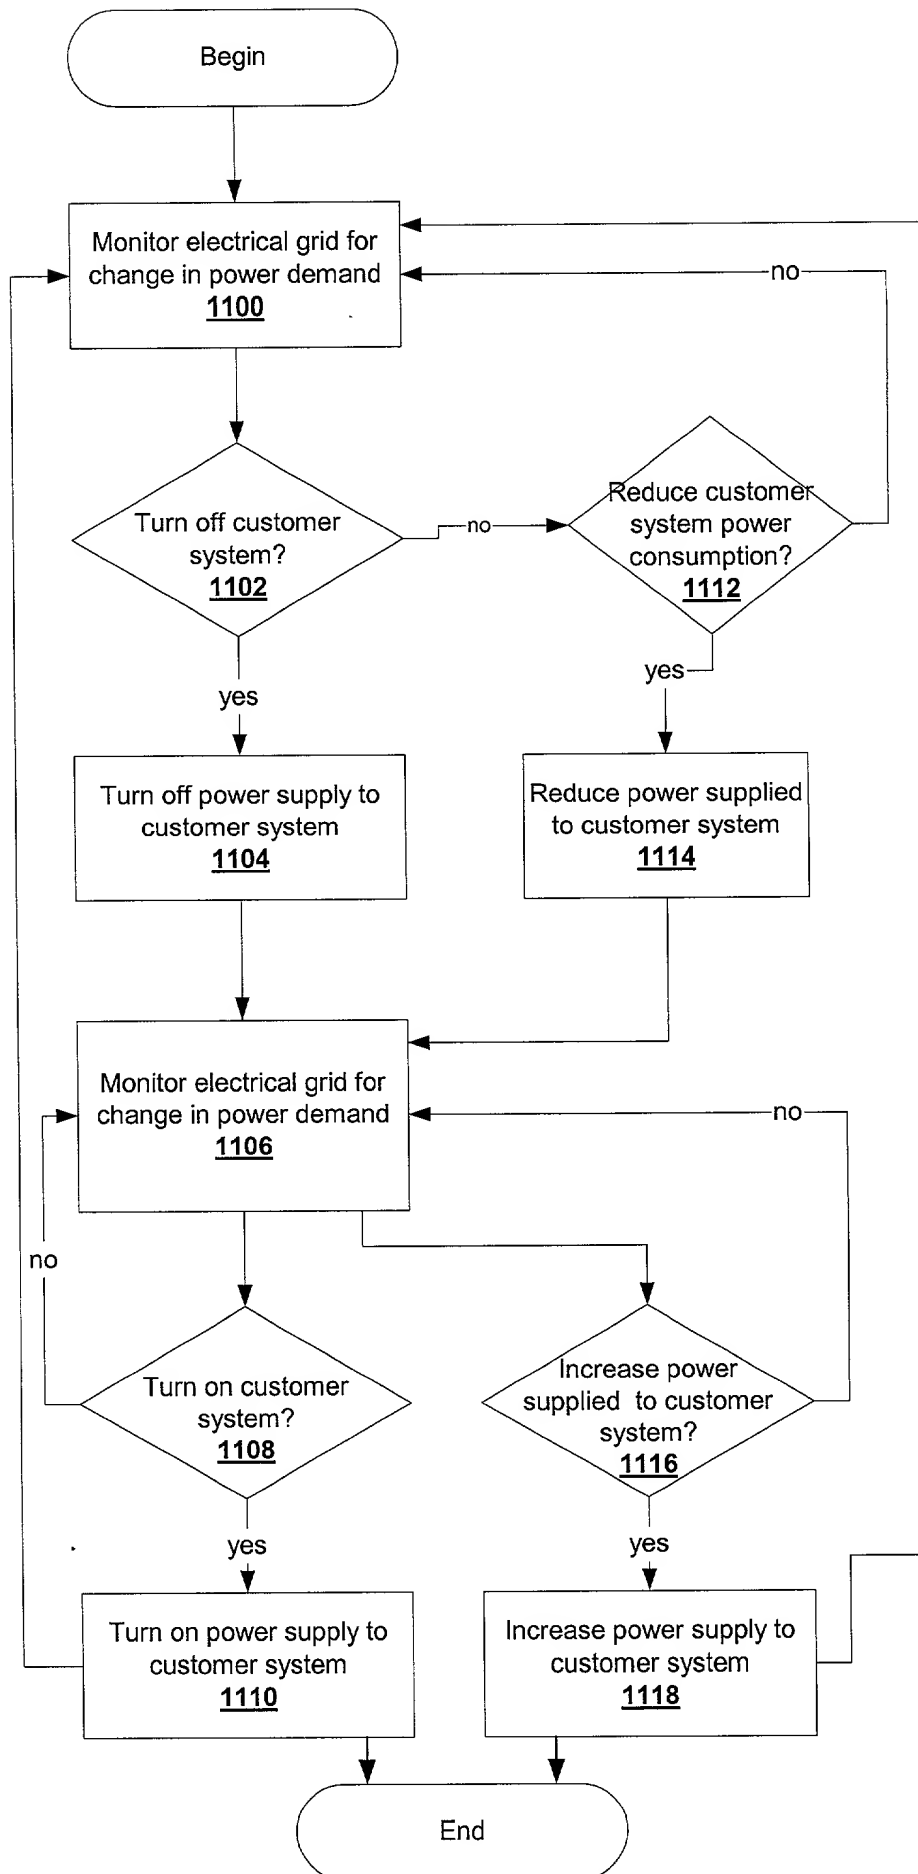 Begin
Monitor electrical grid for
change in power demand
1100
no
Turn off customer
system?
1102
no
Reduce customer
system power
consumption?
1112
yes
yes
Turn off power supply to
customer system
1104
Reduce power supplied
to customer system
1114
Monitor electrical grid for
change in power demand
1106
no
no
Turn on customer
system?
1108
Increase power
supplied to customer
system?
1116
yes
yes
Turn on power supply to
customer system
1110
Increase power supply to
customer system
1118
End